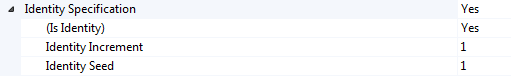 Identity Specification Yes
(Is Identity) Yes
Identity Increment 1
Identity Seed 1